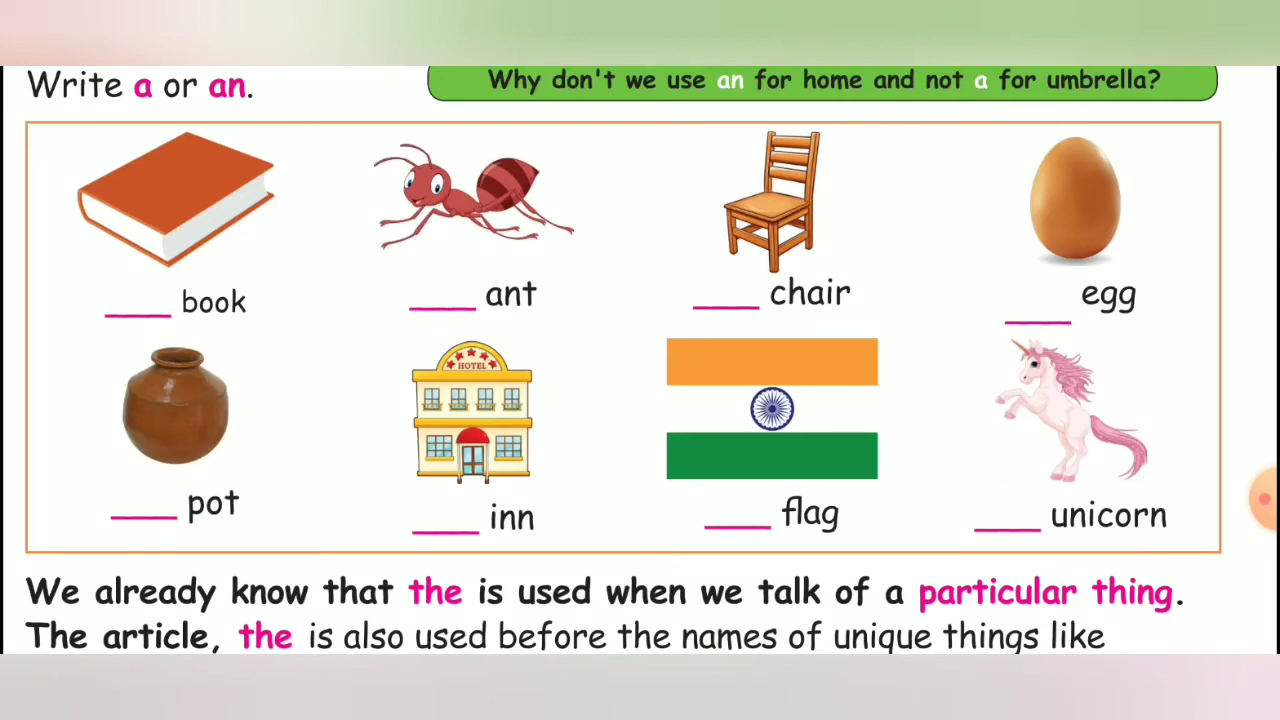 Write a or an.
Why don't we use an for home and not a for umbrella?
____ book
____ ant
____ chair
____ egg
HOTEL
____ pot
____ inn
____ flag
____ unicorn
We already know that the is used when we talk of a particular thing.
The article, the is also used before the names of unique things like